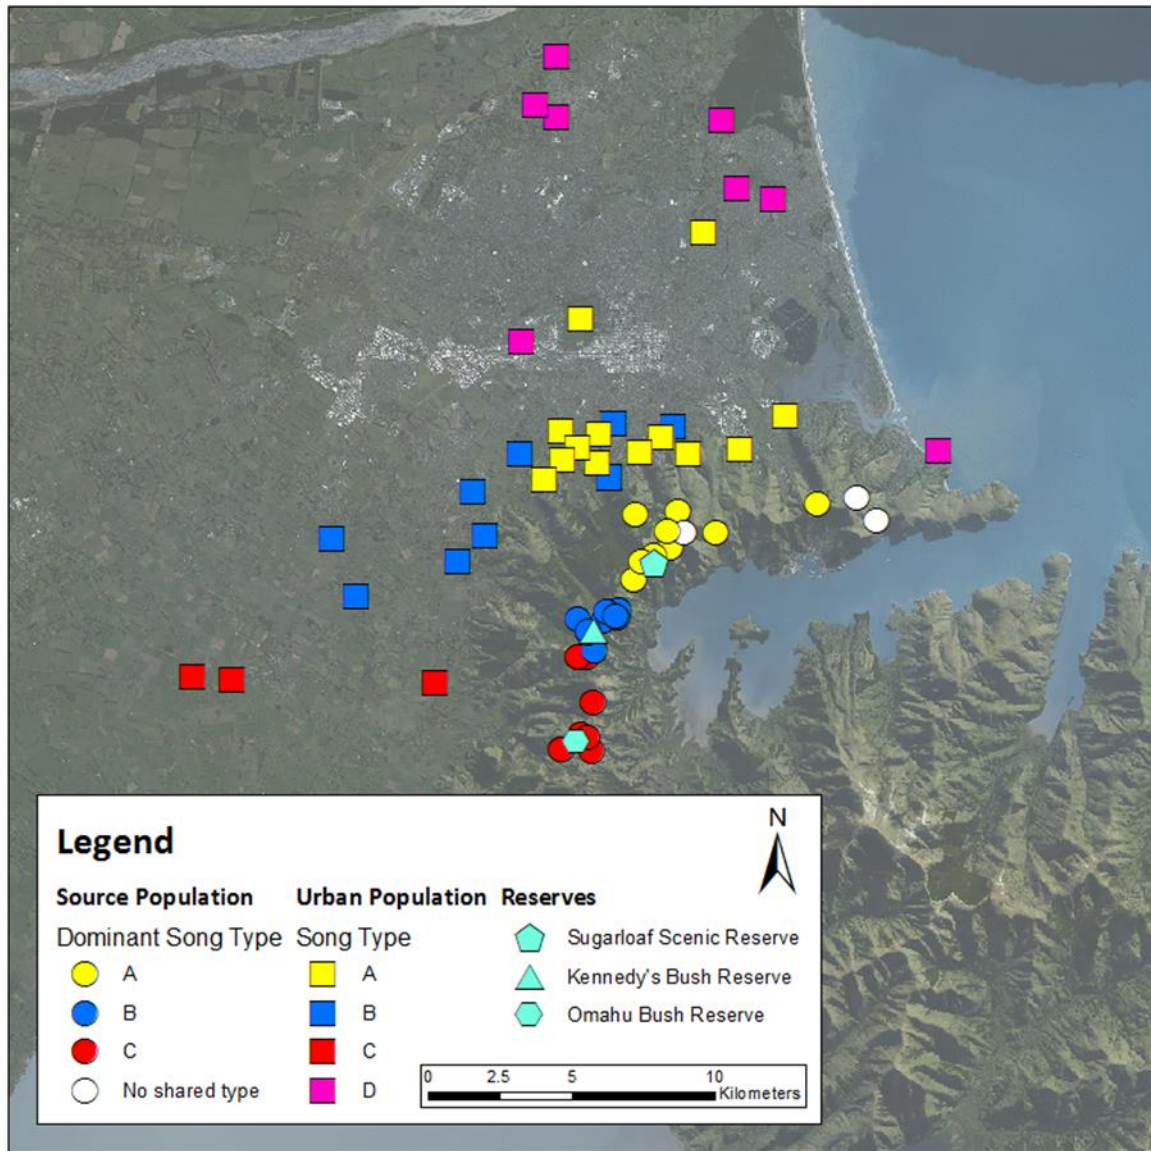 N
Legend
Source Population Urban Population Reserves
Dominant Song Type Song Type
A A Sugarloaf Scenic Reserve
B B Kennedy's Bush Reserve
C C Omahu Bush Reserve
No shared type D
0 2.5 5 10
Kilometers